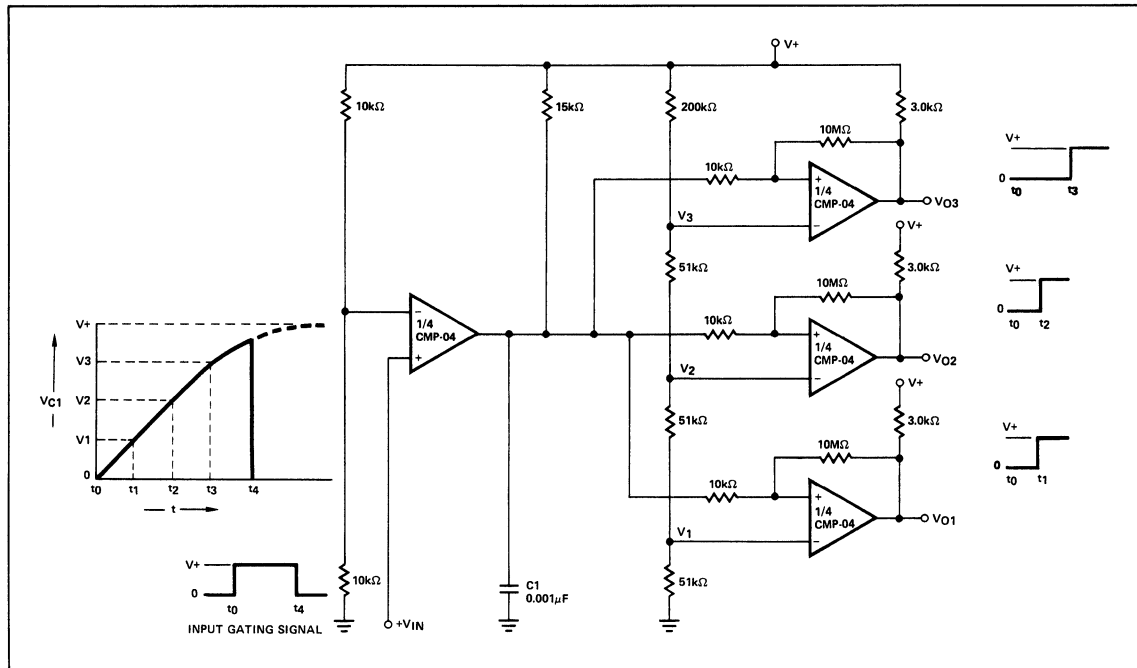 V+
10kΩ
15kΩ
200kΩ
3.0kΩ
10MΩ
10kΩ
+
1/4
CMP-04
−
VO3
V3
V+
0
t0 t3
V+
51kΩ
3.0kΩ
10MΩ
10kΩ
+
1/4
CMP-04
−
VO2
V2
V+
0
t0 t2
−
1/4
CMP-04
+
V+
V3
VC1
V2
V1
0
t0 t1 t2 t3 t4
t
V+
51kΩ
3.0kΩ
10MΩ
10kΩ
+
1/4
CMP-04
−
VO1
V1
V+
0
t0 t1
V+
0
t0 t4
INPUT GATING SIGNAL
10kΩ
+VIN
C1
0.001μF
51kΩ